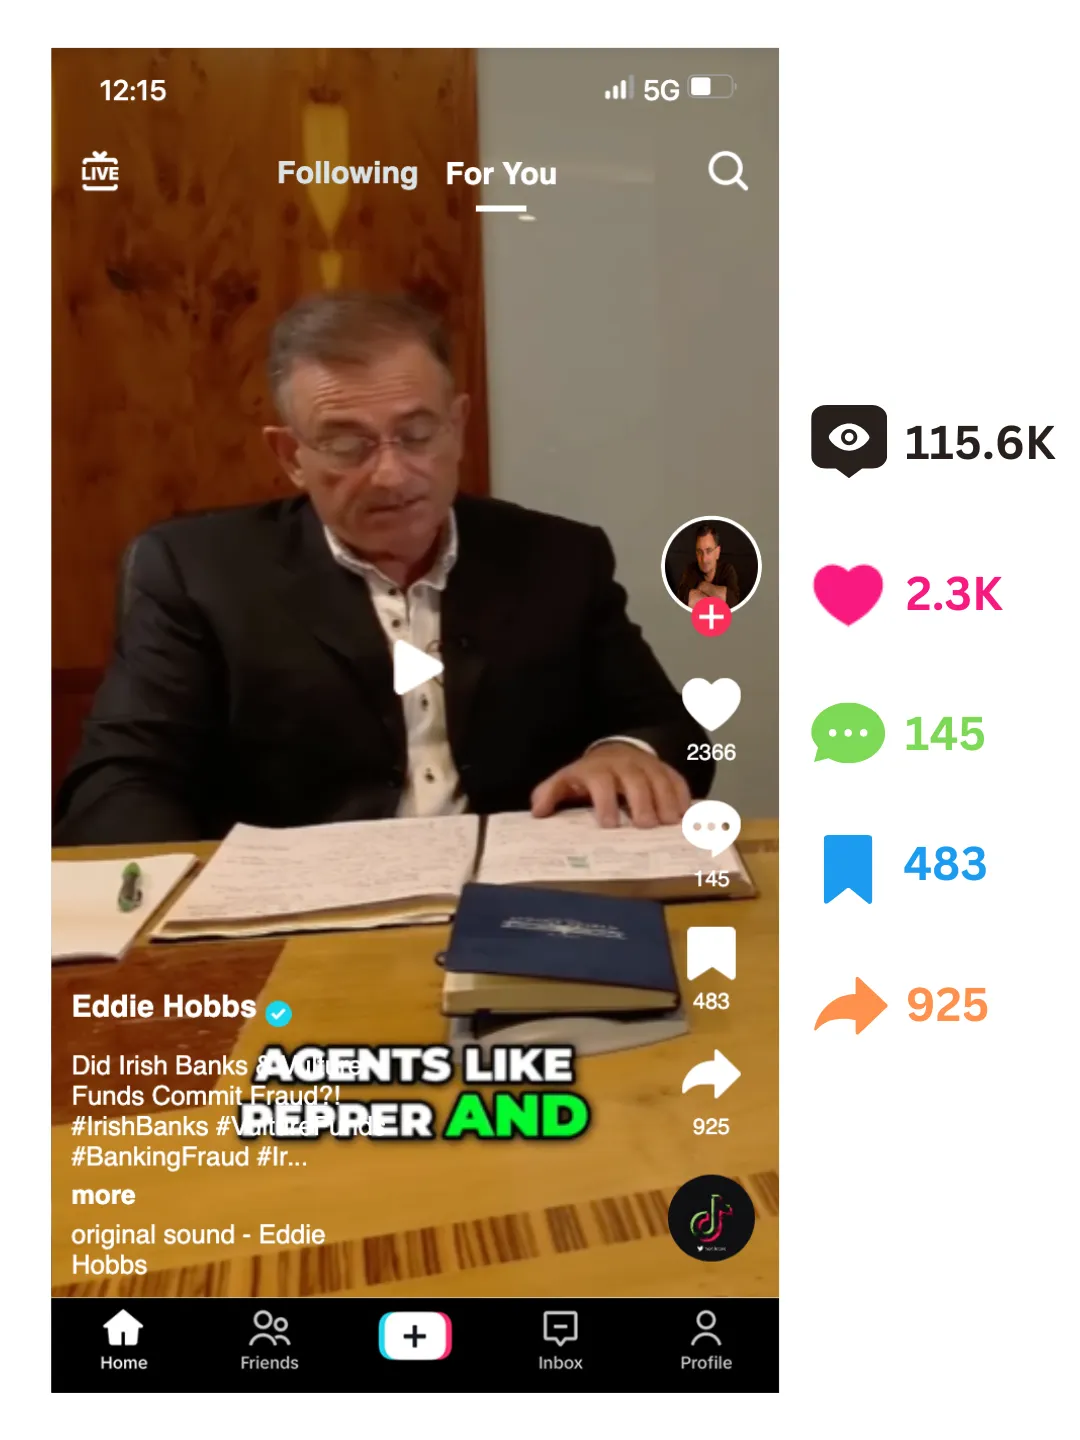 12:15
5G
LIVE
Following
For You
115.6K
2.3K
2366
145
145
483
483
925
925
Eddie Hobbs
Did Irish Banks & Vulture
Funds Commit Fraud?!
#IrishBanks #VultureFunds
#BankingFraud #Ir...
more
original sound - Eddie
Hobbs
AGENTS LIKE
PEPPER AND
Home
Friends
Inbox
Profile